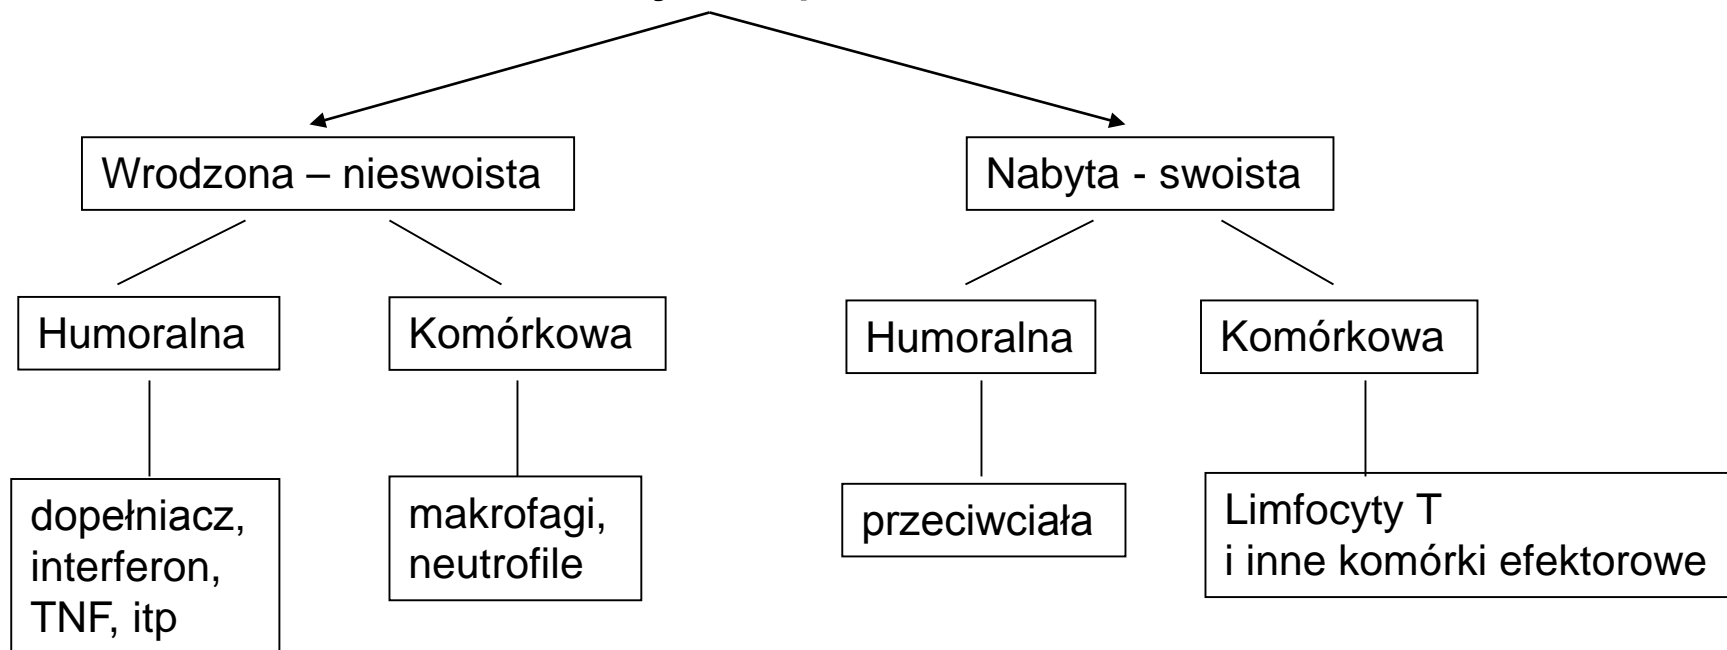 Wrodzona – nieswoista
Nabyta - swoista
Humoralna
Komórkowa
Humoralna
Komórkowa
dopełniacz,
interferon,
TNF, itp
makrofagi,
neutrofile
przeciwciała
Limfocyty T
i inne komórki efektorowe